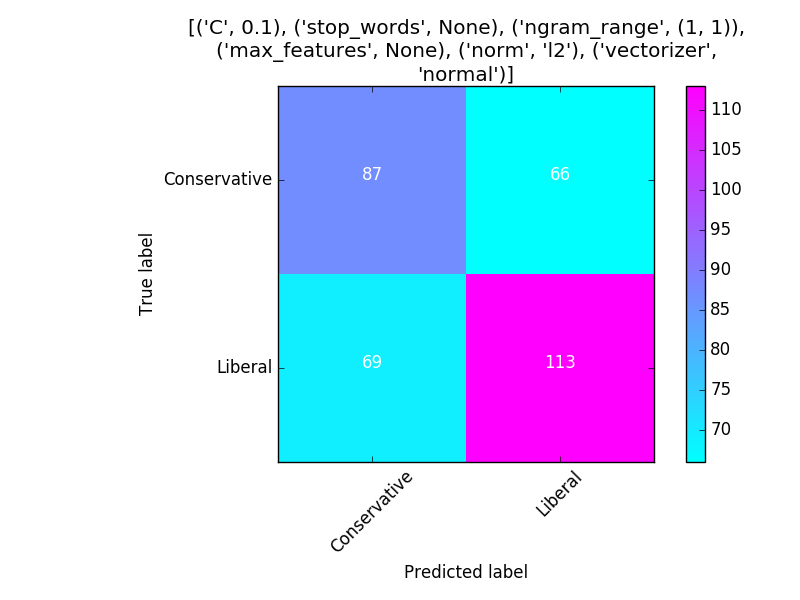 [('C', 0.1), ('stop_words', None), ('ngram_range', (1, 1)),
('max_features', None), ('norm', 'l2'), ('vectorizer',
'normal')]
110
105
100
95
90
85
80
75
70
Conservative
87
66
True label
Liberal
69
113
Conservative
Liberal
Predicted label